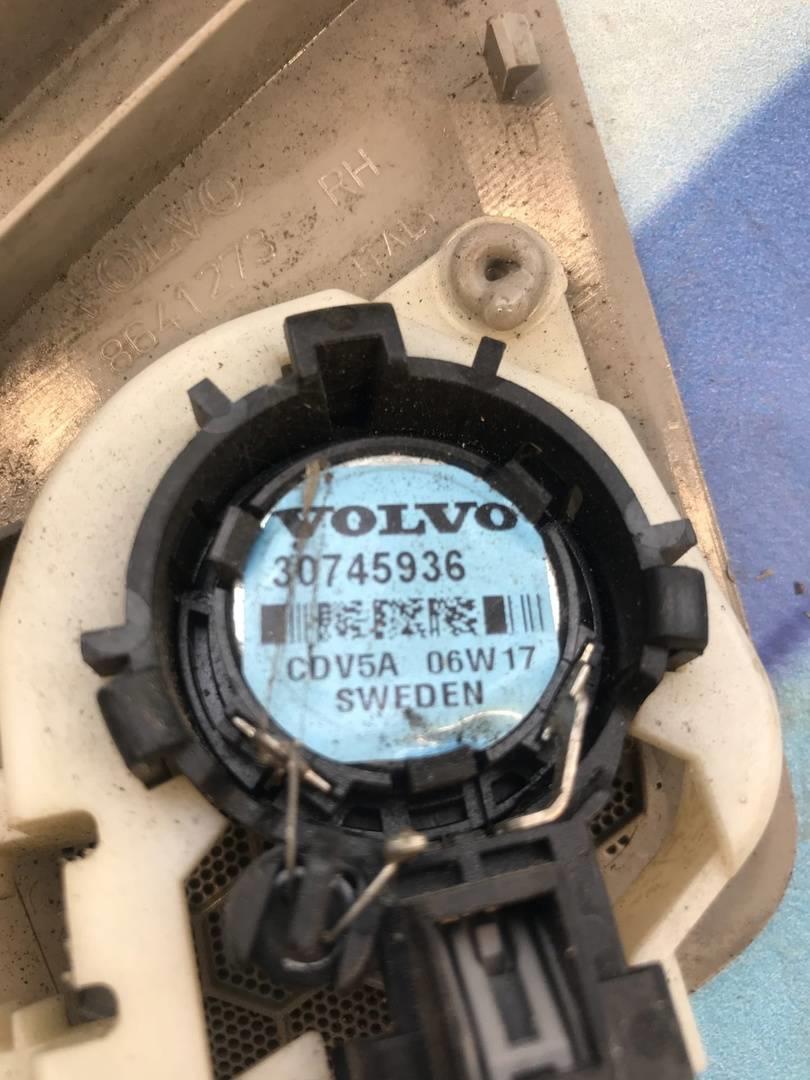 VOLVO RH
8641273 ITALY
VOLVO
30745936
CDV5A 06W17
SWEDEN